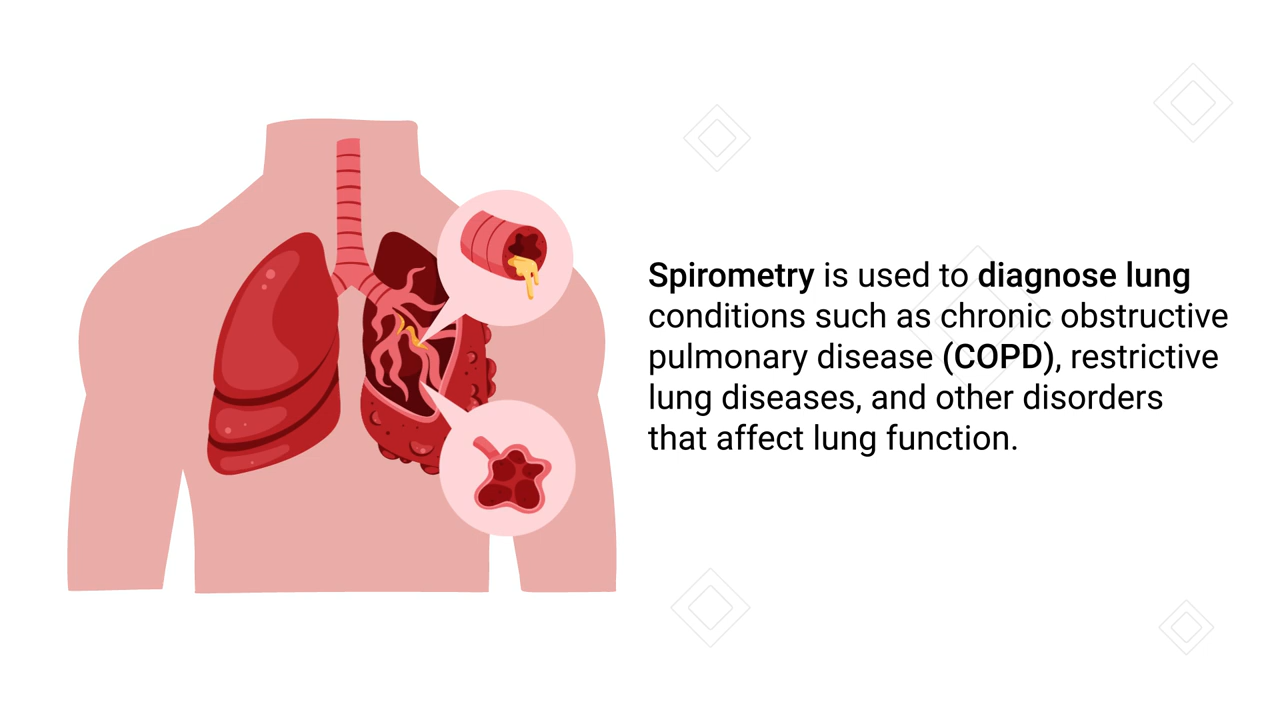 Spirometry is used to diagnose lung
conditions such as chronic obstructive
pulmonary disease (COPD), restrictive
lung diseases, and other disorders
that affect lung function.